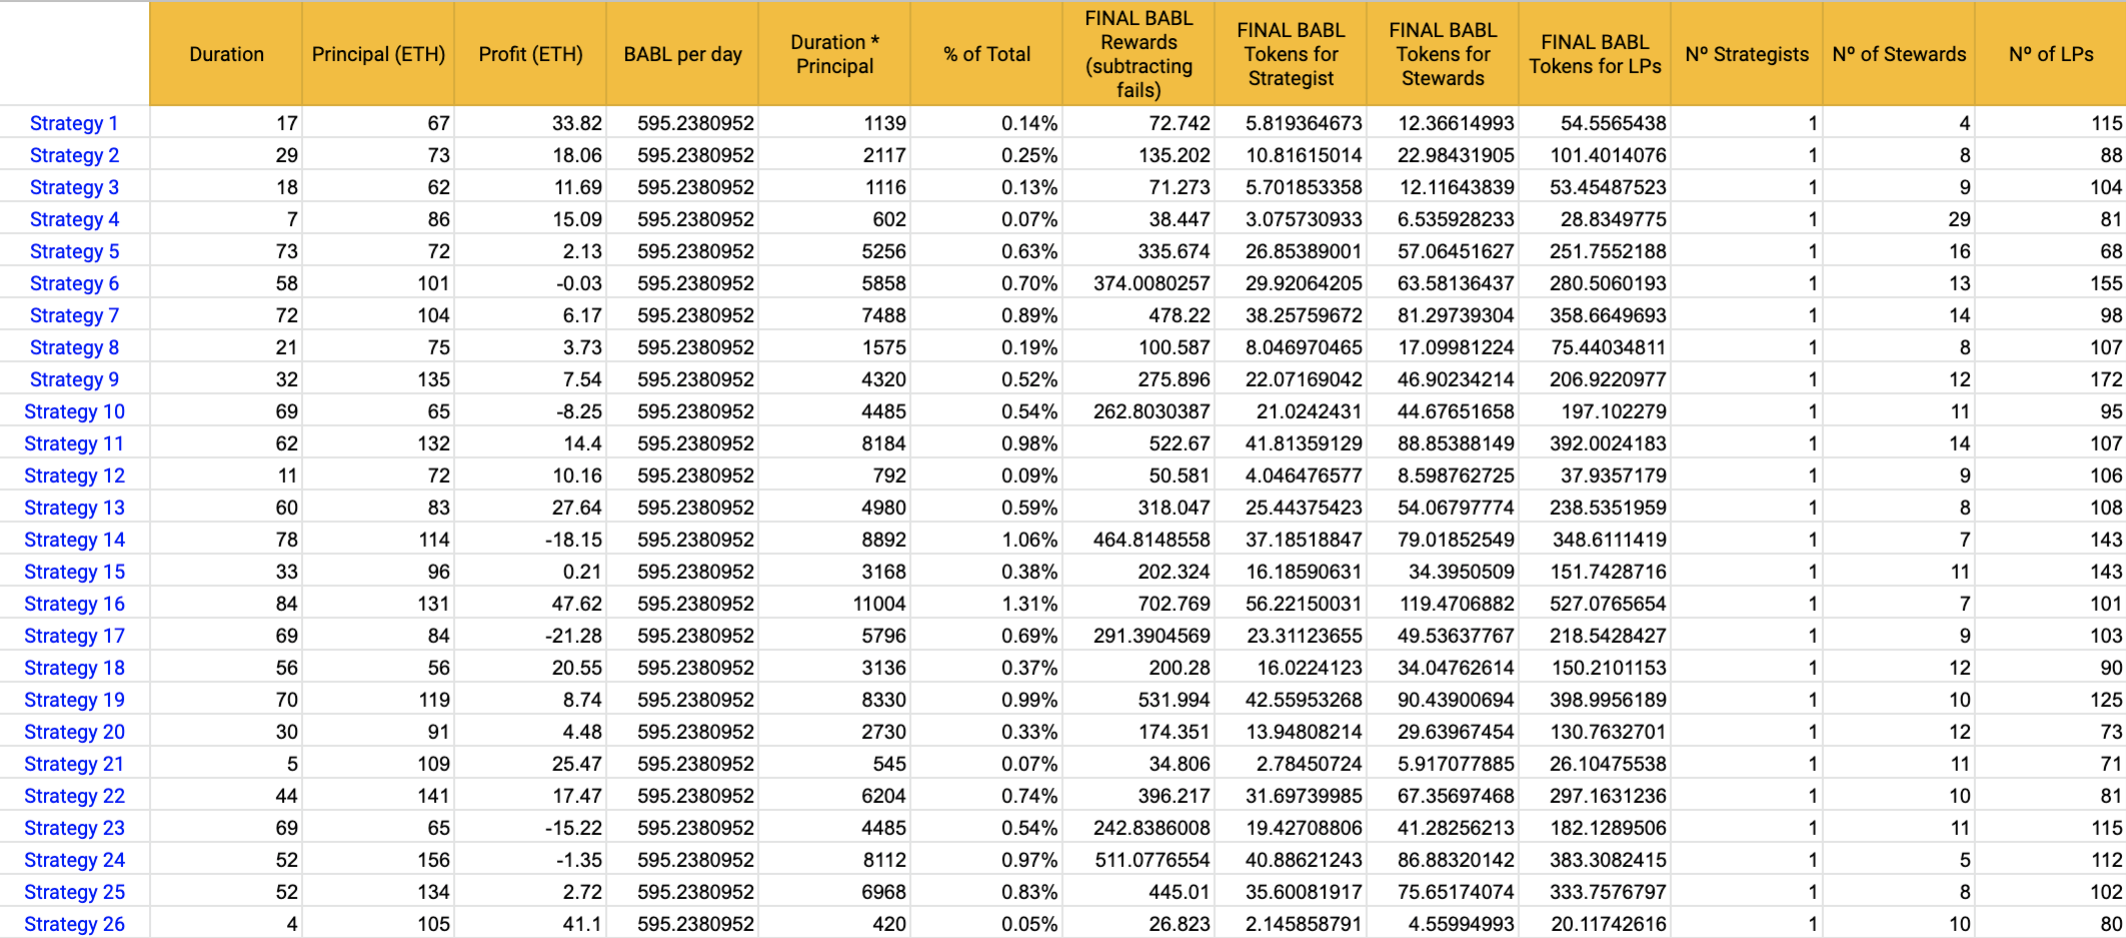 Duration Principal (ETH) Profit (ETH) BABL per day Duration * Principal % of Total FINAL BABL Rewards (subtracting fails) FINAL BABL Tokens for Strategist FINAL BABL Tokens for Stewards FINAL BABL Tokens for LPs Nº Strategists Nº of Stewards Nº of LPs
Strategy 1 17 67 33.82 595.2380952 1139 0.14% 72.742 5.819364673 12.36614993 54.5565438 1 4 115
Strategy 2 29 73 18.06 595.2380952 2117 0.25% 135.202 10.81615014 22.98431905 101.4014076 1 8 88
Strategy 3 18 62 11.69 595.2380952 1116 0.13% 71.273 5.701853358 12.11643839 53.45487523 1 9 104
Strategy 4 7 86 15.09 595.2380952 602 0.07% 38.447 3.075730933 6.535928233 28.8349775 1 29 81
Strategy 5 73 72 2.13 595.2380952 5256 0.63% 335.674 26.85389001 57.06451627 251.7552188 1 16 68
Strategy 6 58 101 -0.03 595.2380952 5858 0.70% 374.0080257 29.92064205 63.58136437 280.5060193 1 13 155
Strategy 7 72 104 6.17 595.2380952 7488 0.89% 478.22 38.25759672 81.29739304 358.6649693 1 14 98
Strategy 8 21 75 3.73 595.2380952 1575 0.19% 100.587 8.046970465 17.09981224 75.44034811 1 8 107
Strategy 9 32 135 7.54 595.2380952 4320 0.52% 275.896 22.07169042 46.90234214 206.9220977 1 12 172
Strategy 10 69 65 -8.25 595.2380952 4485 0.54% 262.8030387 21.0242431 44.67651658 197.102279 1 11 95
Strategy 11 62 132 14.4 595.2380952 8184 0.98% 522.67 41.81359129 88.85388149 392.0024183 1 14 107
Strategy 12 11 72 10.16 595.2380952 792 0.09% 50.581 4.046476577 8.598762725 37.9357179 1 9 106
Strategy 13 60 83 27.64 595.2380952 4980 0.59% 318.047 25.44375423 54.06797774 238.5351959 1 8 108
Strategy 14 78 114 -18.15 595.2380952 8892 1.06% 464.8148558 37.18518847 79.01852549 348.6111419 1 7 143
Strategy 15 33 96 0.21 595.2380952 3168 0.38% 202.324 16.18590631 34.3950509 151.7428716 1 11 143
Strategy 16 84 131 47.62 595.2380952 11004 1.31% 702.769 56.22150031 119.4706882 527.0765654 1 7 101
Strategy 17 69 84 -21.28 595.2380952 5796 0.69% 291.3904569 23.31123655 49.53637767 218.5428427 1 9 103
Strategy 18 56 56 20.55 595.2380952 3136 0.37% 200.28 16.0224123 34.04762614 150.2101153 1 12 90
Strategy 19 70 119 8.74 595.2380952 8330 0.99% 531.994 42.55953268 90.43900694 398.9956189 1 10 125
Strategy 20 30 91 4.48 595.2380952 2730 0.33% 174.351 13.94808214 29.63967454 130.7632701 1 12 73
Strategy 21 5 109 25.47 595.2380952 545 0.07% 34.806 2.78450724 5.917077885 26.10475538 1 11 71
Strategy 22 44 141 17.47 595.2380952 6204 0.74% 396.217 31.69739985 67.35697468 297.1631236 1 10 81
Strategy 23 69 65 -15.22 595.2380952 4485 0.54% 242.8386008 19.42708806 41.28256213 182.1289506 1 11 115
Strategy 24 52 156 -1.35 595.2380952 8112 0.97% 511.0776554 40.88621243 86.88320142 383.3082415 1 5 112
Strategy 25 52 134 2.72 595.2380952 6968 0.83% 445.01 35.60081917 75.65174074 333.7576797 1 8 102
Strategy 26 4 105 41.1 595.2380952 420 0.05% 26.823 2.145858791 4.55994993 20.11742616 1 10 80